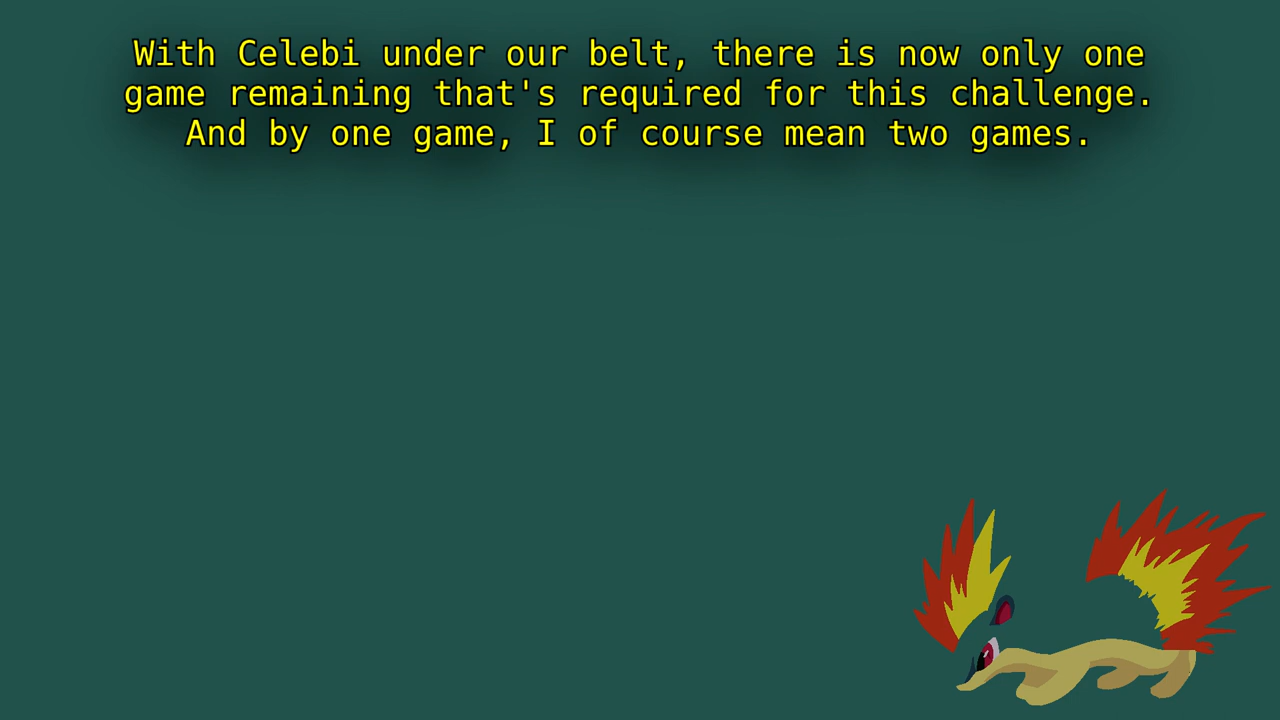 With Celebi under our belt, there is now only one
game remaining that's required for this challenge.
And by one game, I of course mean two games.